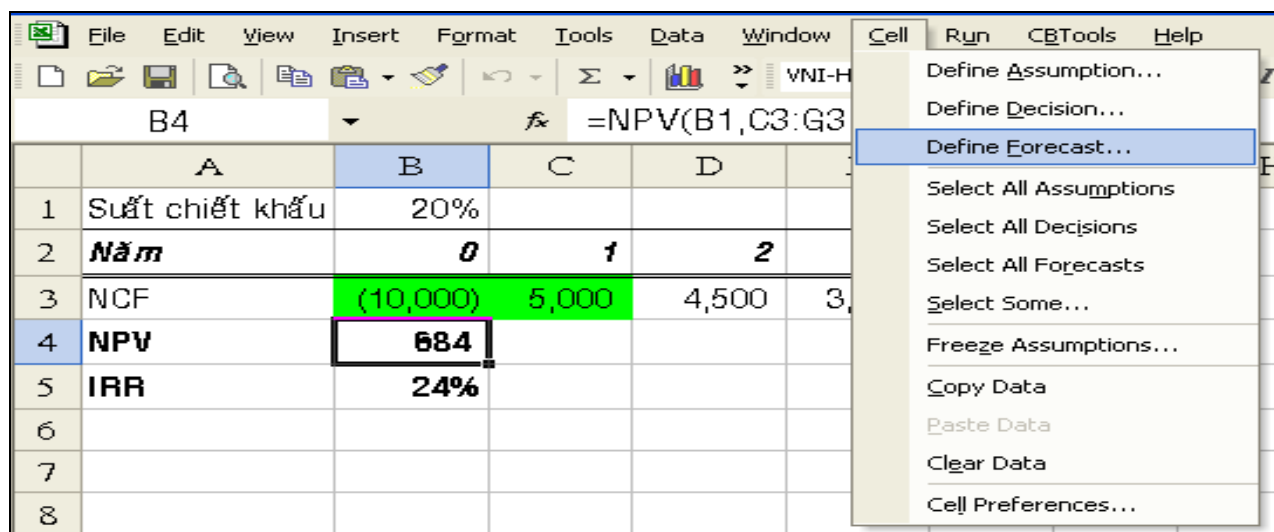 File Edit View Insert Format Tools Data Window Cell Run CBTools Help
VNI-H
B4 fx =NPV(B1,C3:G3
A B C D
1 Suất chiết khấu 20%
2 Năm 0 1 2
3 NCF (10,000) 5,000 4,500 3,
4 NPV 684
5 IRR 24%
6
7
8
Define Assumption...
Define Decision...
Define Forecast...
Select All Assumptions
Select All Decisions
Select All Forecasts
Select Some...
Freeze Assumptions...
Copy Data
Paste Data
Clear Data
Cell Preferences...